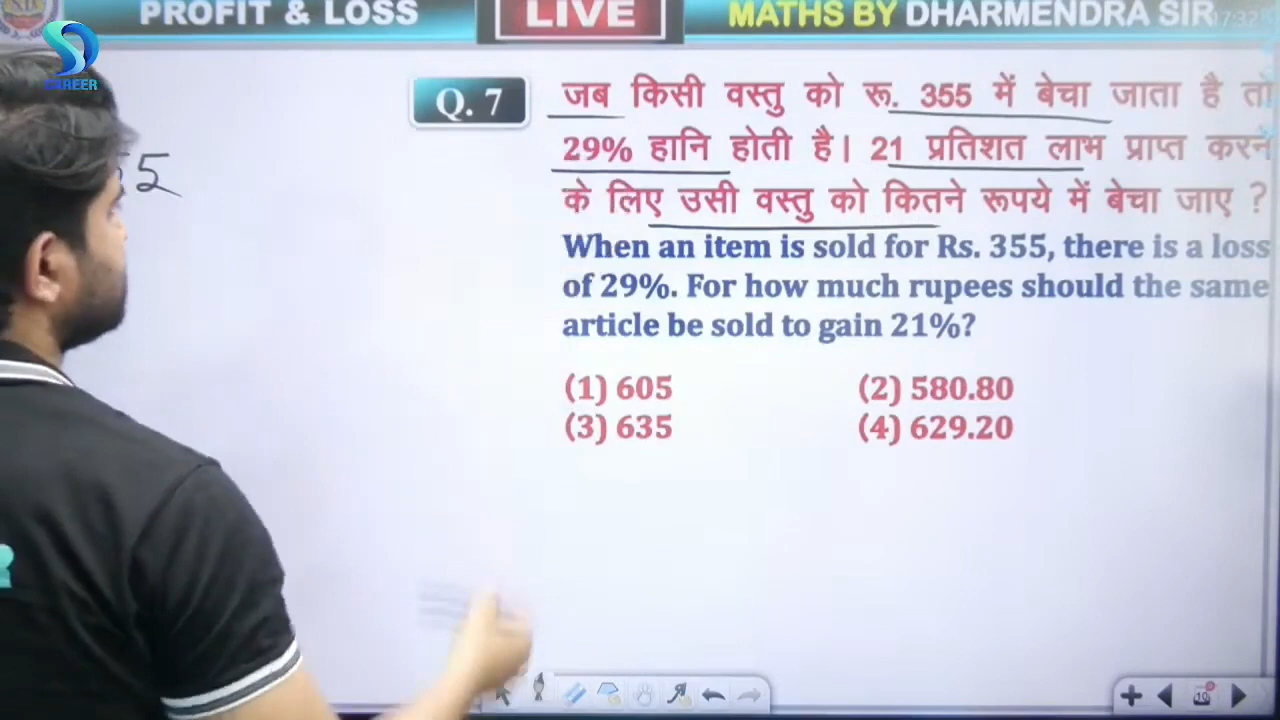 PROFIT & LOSS
LIVE
MATHS BY DHARMENDRA SIR
CAREER
Q. 7
जब किसी वस्तु को रू. 355 में बेचा जाता है तो
29% हानि होती है। 21 प्रतिशत लाभ प्राप्त करने
के लिए उसी वस्तु को कितने रूपये में बेचा जाए ?
When an item is sold for Rs. 355, there is a loss
of 29%. For how much rupees should the same
article be sold to gain 21%?
(1) 605 (2) 580.80
(3) 635 (4) 629.20